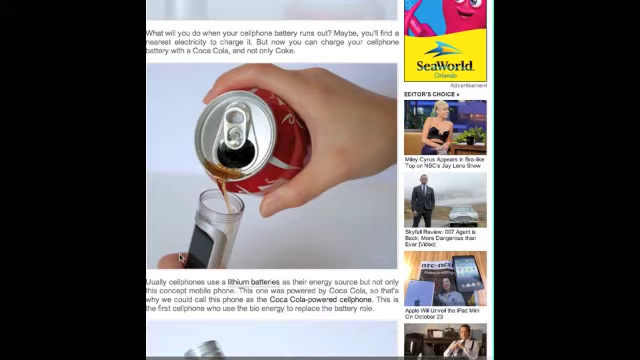 What will you do when your cellphone battery runs out? Maybe, you'll find a
nearest electricity to charge it. But now you can charge your cellphone
battery with a Coca Cola, and not only Coke.
SeaWorld
Orlando
Advertisement
EDITOR'S CHOICE »
Miley Cyrus Appears in Bra-like
Top on NBC's Jay Leno Show
Skyfall Review: 007 Agent is
Back, More Dangerous than
Ever [Video]
Apple Will Unveil the iPad Mini
On October 23
Uually cellphones use a lithium batteries as their energy source but not only
this concept mobile phone. This one was powered by Coca Cola, so that's
why we could call this phone as the Coca Cola-powered cellphone. This is
the first cellphone who use the bio energy to replace the battery role.